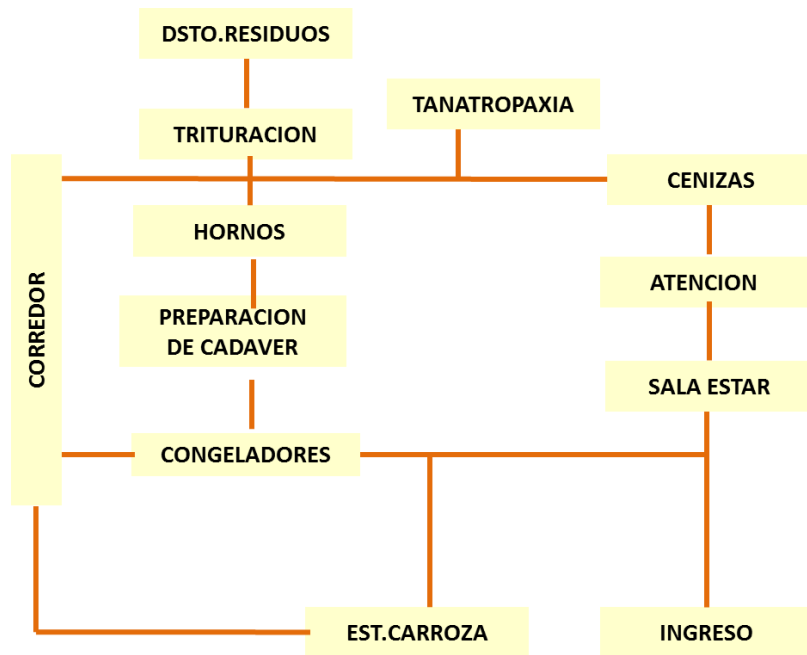 DSTO.RESIDUOS
TANATROPAXIA
TRITURACION
CENIZAS
HORNOS
CORREDOR
ATENCION
PREPARACION
DE CADAVER
SALA ESTAR
CONGELADORES
EST.CARROZA
INGRESO